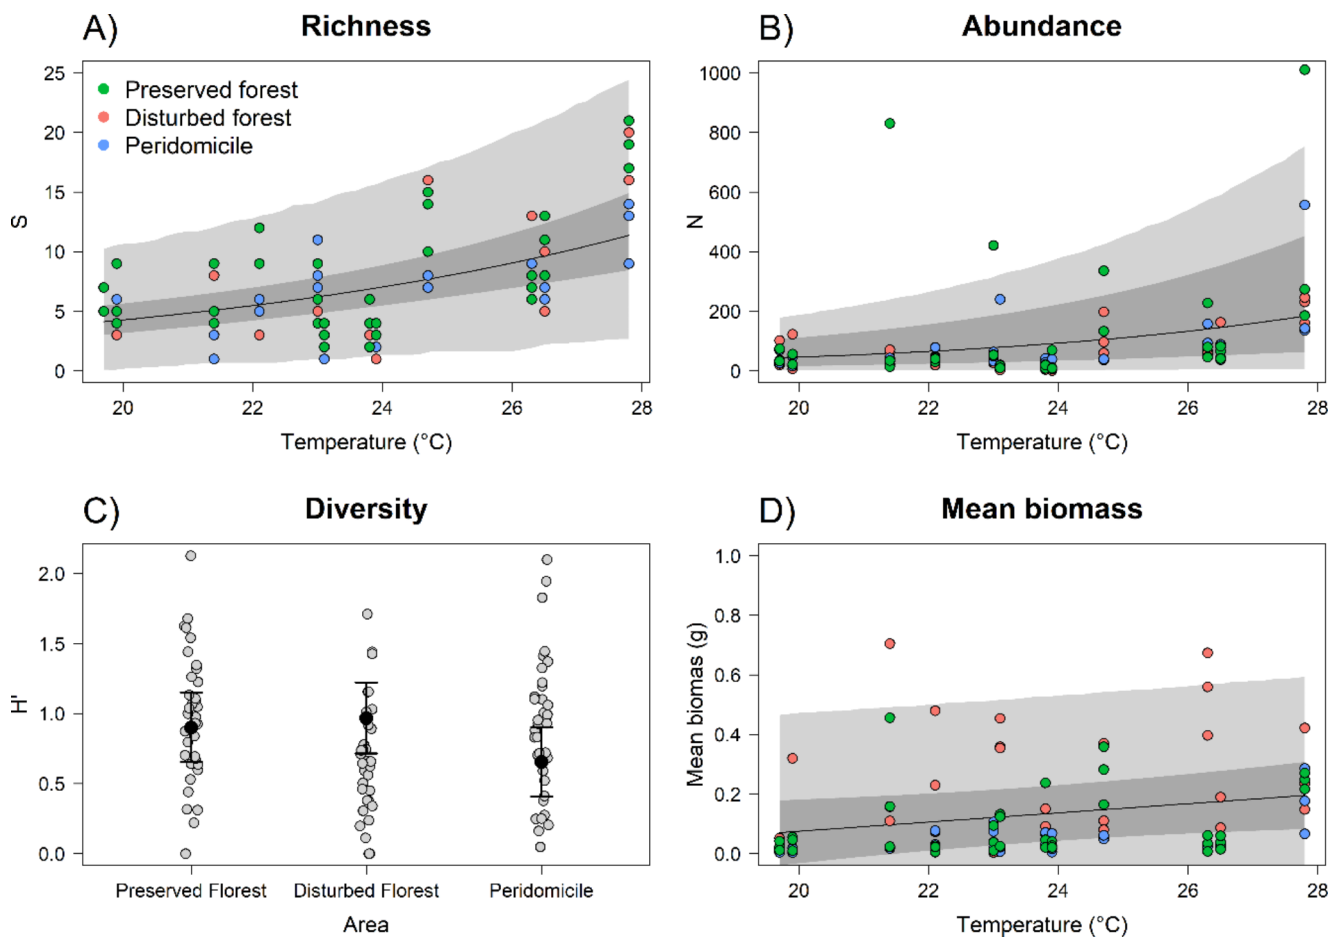 A) Richness
25
20
15
10
5
0
S
Preserved forest
Disturbed forest
Peridomicile
20 22 24 26 28
Temperature (°C)
B) Abundance
1000
800
600
400
200
0
N
20 22 24 26 28
Temperature (°C)
C) Diversity
2.0
1.5
1.0
0.5
0.0
H'
Preserved Florest Disturbed Florest Peridomicile
Area
D) Mean biomass
1.0
0.8
0.6
0.4
0.2
0.0
Mean biomas (g)
20 22 24 26 28
Temperature (°C)